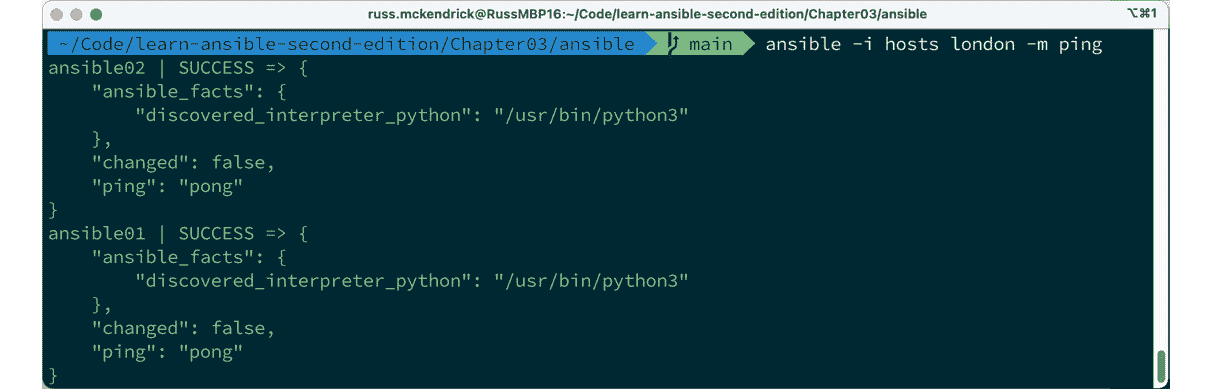 russ.mckendrick@RussMBP16:~/Code/learn-ansible-second-edition/Chapter03/ansible ⌥⌘1
~/Code/learn-ansible-second-edition/Chapter03/ansible main ansible -i hosts london -m ping
ansible02 | SUCCESS => {
    "ansible_facts": {
        "discovered_interpreter_python": "/usr/bin/python3"
    },
    "changed": false,
    "ping": "pong"
}
ansible01 | SUCCESS => {
    "ansible_facts": {
        "discovered_interpreter_python": "/usr/bin/python3"
    },
    "changed": false,
    "ping": "pong"
}